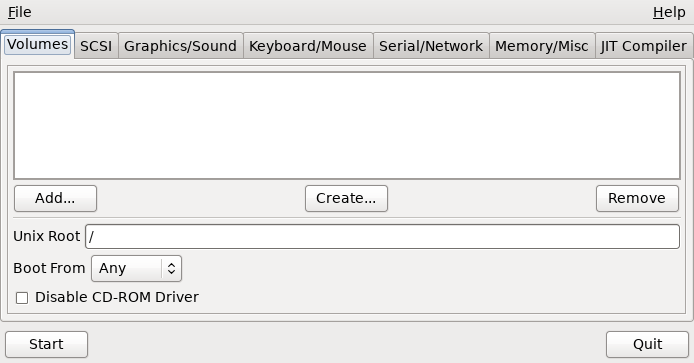 File Help
Volumes SCSI Graphics/Sound Keyboard/Mouse Serial/Network Memory/Misc JIT Compiler
Add... Create... Remove
Unix Root /
Boot From Any
Disable CD-ROM Driver
Start Quit